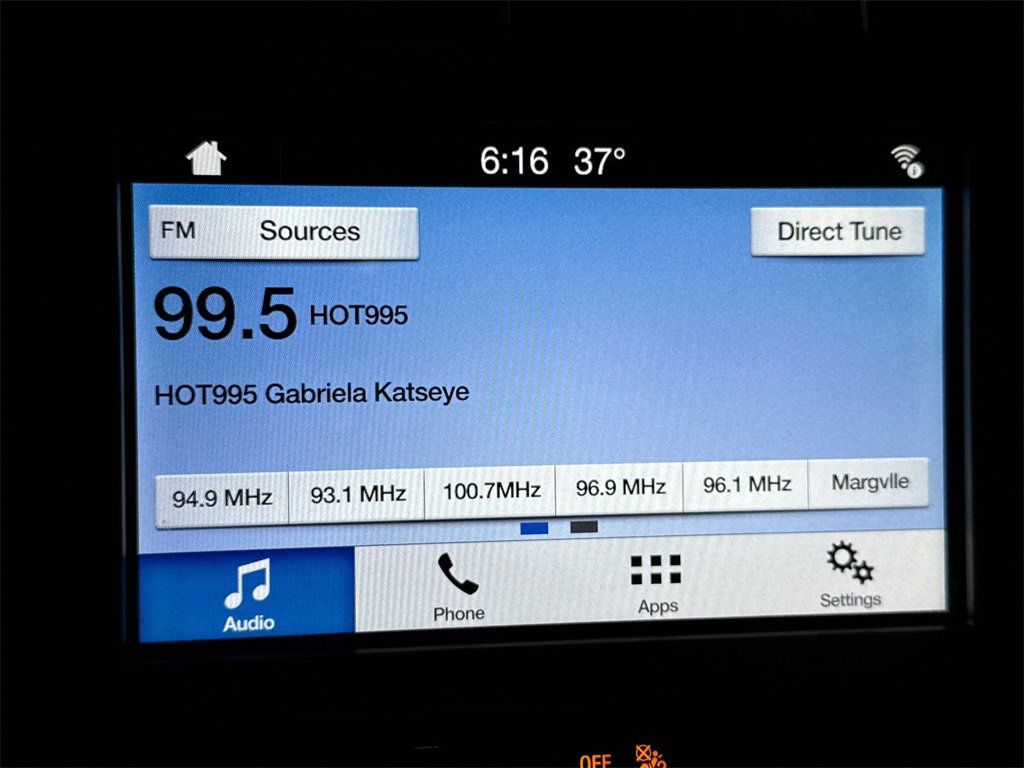 6:16 37°
FM Sources Direct Tune
99.5 HOT995
HOT995 Gabriela Katseye
94.9 MHz 93.1 MHz 100.7MHz 96.9 MHz 96.1 MHz Margvlle
Audio Phone Apps Settings
OFF